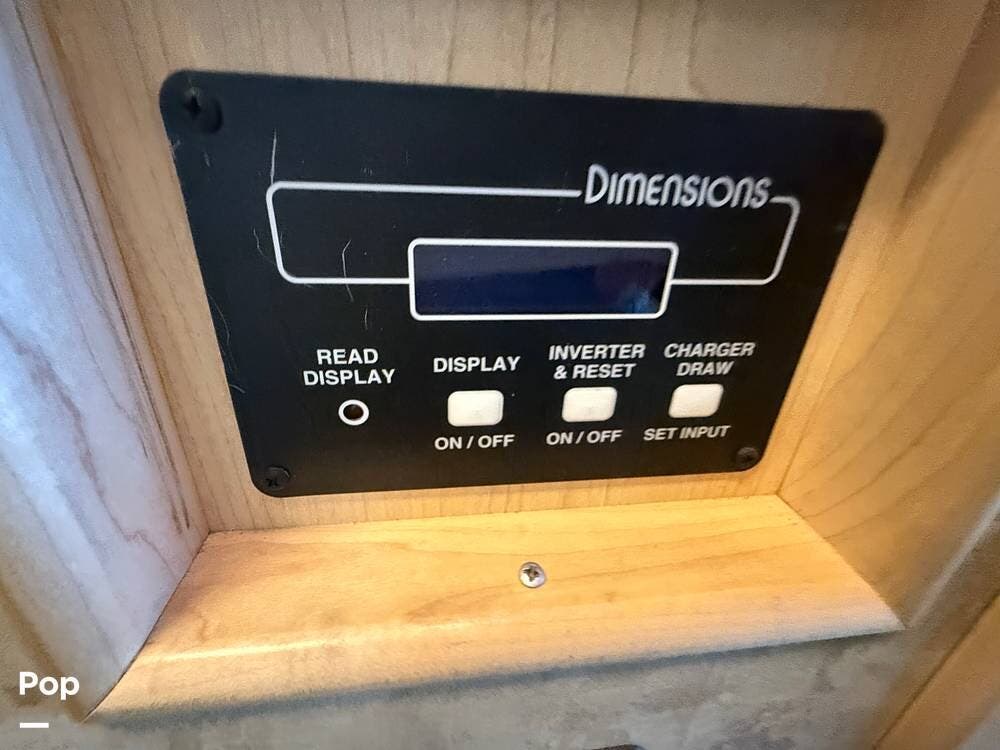 DIMENSIONS
READ
DISPLAY
DISPLAY
ON / OFF
INVERTER
& RESET
ON / OFF
CHARGER
DRAW
SET INPUT
Pop